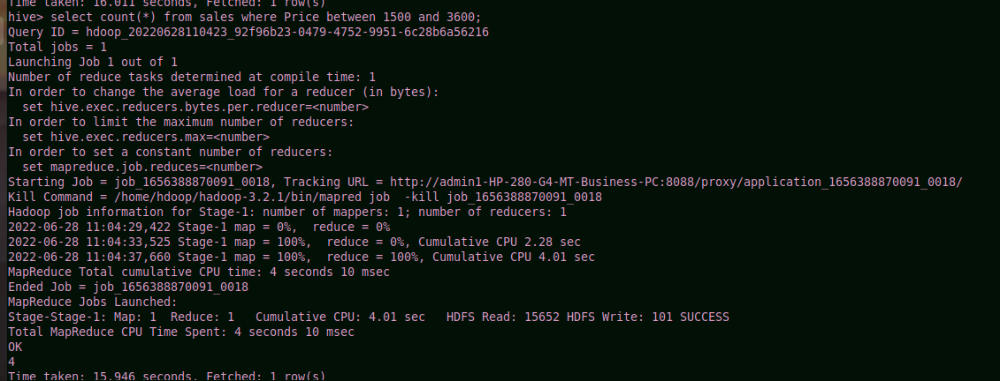 Time taken: 16.011 seconds, Fetched: 1 row(s)
hive> select count(*) from sales where Price between 1500 and 3600;
Query ID = hdoop_20220628110423_92f96b23-0479-4752-9951-6c28b6a56216
Total jobs = 1
Launching Job 1 out of 1
Number of reduce tasks determined at compile time: 1
In order to change the average load for a reducer (in bytes):
  set hive.exec.reducers.bytes.per.reducer=<number>
In order to limit the maximum number of reducers:
  set hive.exec.reducers.max=<number>
In order to set a constant number of reducers:
  set mapreduce.job.reduces=<number>
Starting Job = job_1656388870091_0018, Tracking URL = http://admin1-HP-280-G4-MT-Business-PC:8088/proxy/application_1656388870091_0018/
Kill Command = /home/hdoop/hadoop-3.2.1/bin/mapred job  -kill job_1656388870091_0018
Hadoop job information for Stage-1: number of mappers: 1; number of reducers: 1
2022-06-28 11:04:29,422 Stage-1 map = 0%,  reduce = 0%
2022-06-28 11:04:33,525 Stage-1 map = 100%,  reduce = 0%, Cumulative CPU 2.28 sec
2022-06-28 11:04:37,660 Stage-1 map = 100%,  reduce = 100%, Cumulative CPU 4.01 sec
MapReduce Total cumulative CPU time: 4 seconds 10 msec
Ended Job = job_1656388870091_0018
MapReduce Jobs Launched:
Stage-Stage-1: Map: 1  Reduce: 1   Cumulative CPU: 4.01 sec   HDFS Read: 15652 HDFS Write: 101 SUCCESS
Total MapReduce CPU Time Spent: 4 seconds 10 msec
OK
4
Time taken: 15.946 seconds, Fetched: 1 row(s)